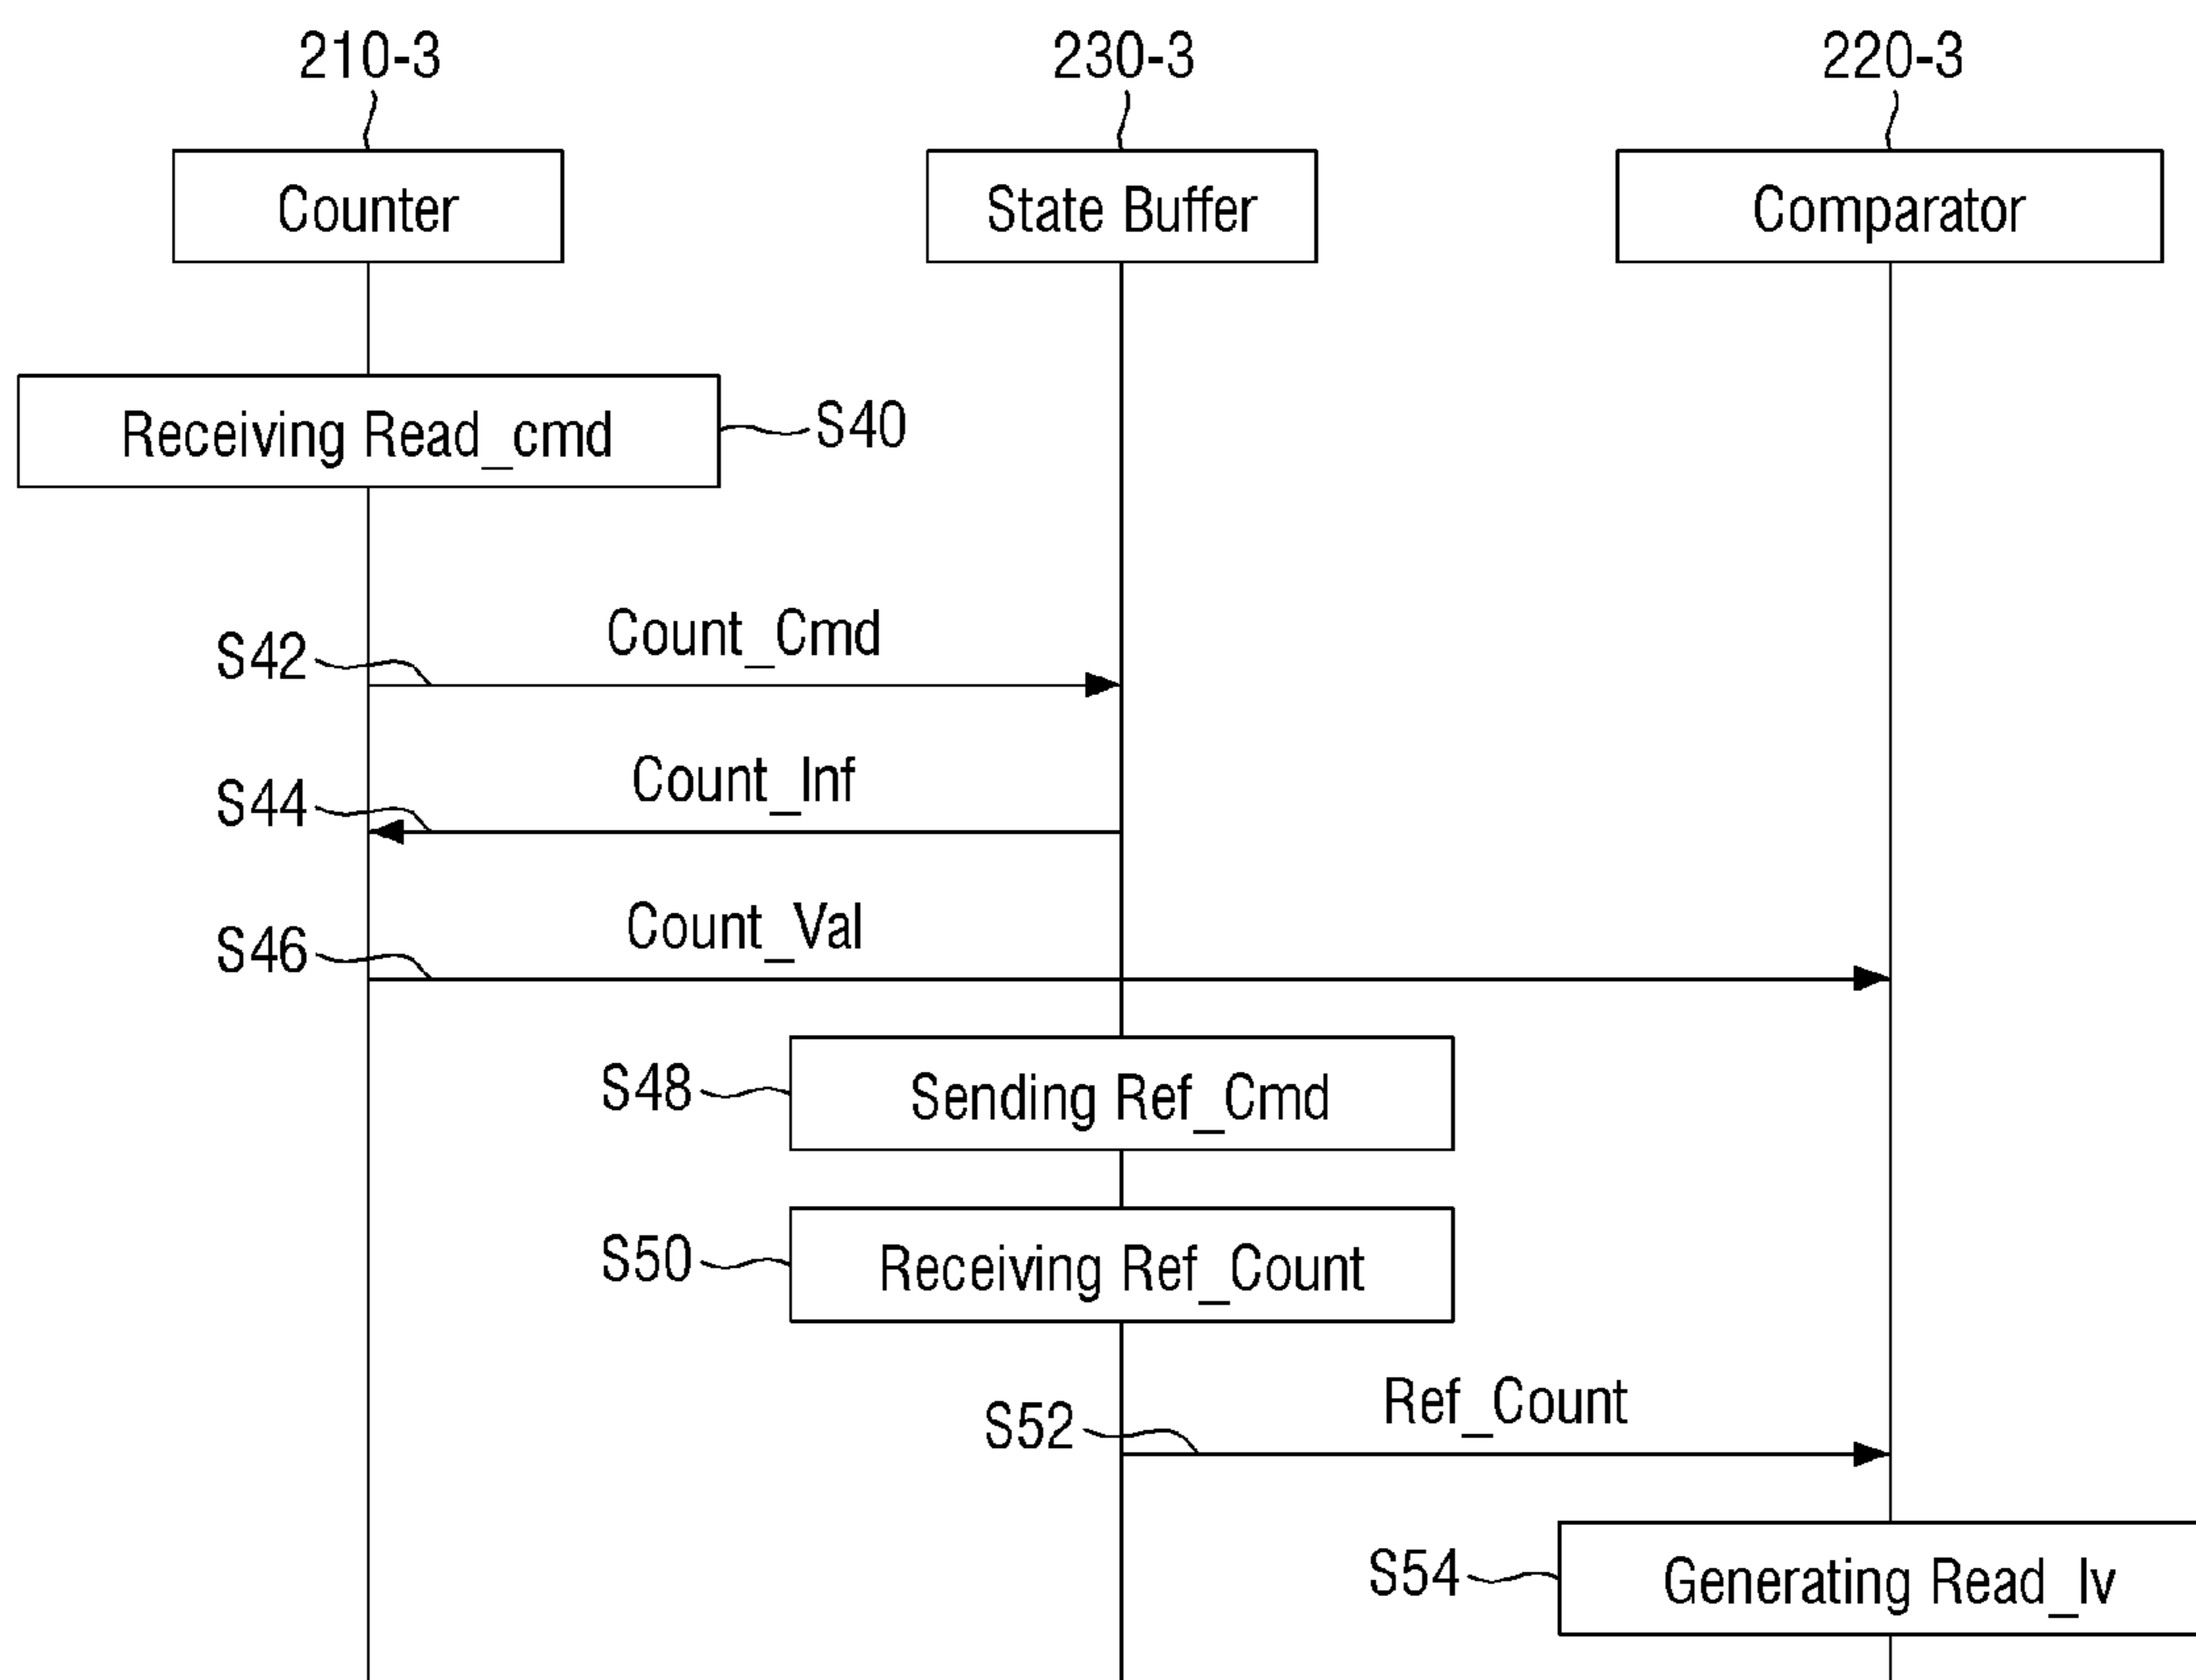 210-3
230-3
220-3
Counter
State Buffer
Comparator
Receiving Read_cmd
S40
Count_Cmd
S42
Count_Inf
S44
Count_Val
S46
S48
Sending Ref_Cmd
S50
Receiving Ref_Count
Ref_Count
S52
S54
Generating Read_lv